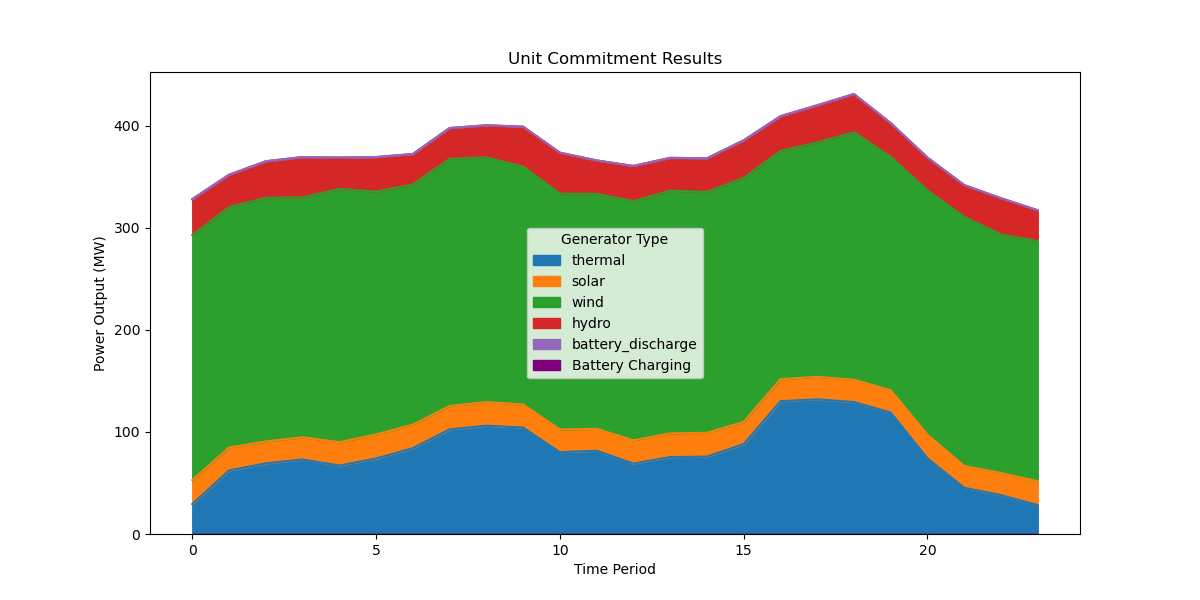 Unit Commitment Results
Power Output (MW)
400
300
200
100
0
Generator Type
thermal
solar
wind
hydro
battery_discharge
Battery Charging
0 5 10 15 20
Time Period